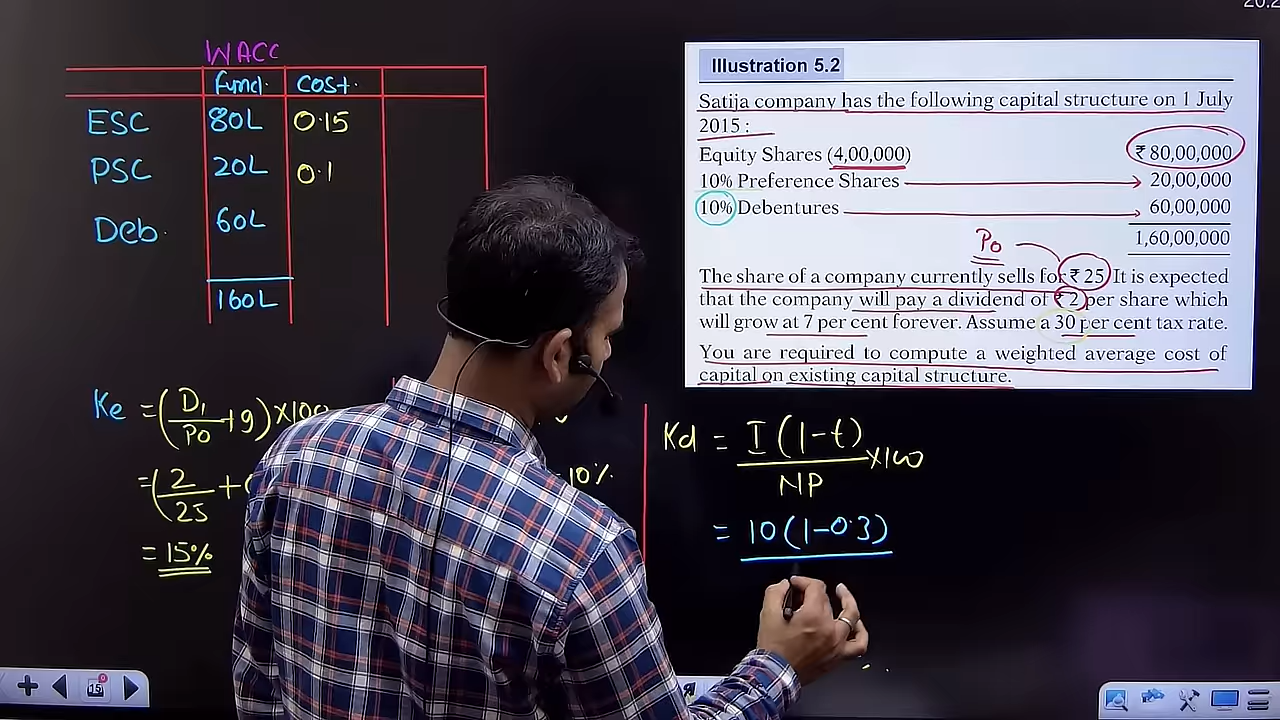 20:2
WACC
fund. Cost.
ESC 80L 0.15
PSC 20L 0.1
Deb. 60L
160L
Ke = (D1/P0 + g) × 100
= (2/25 +
= 15%
10%
Illustration 5.2
Satija company has the following capital structure on 1 July
2015 :
Equity Shares (4,00,000) ₹ 80,00,000
10% Preference Shares 20,00,000
10% Debentures 60,00,000
1,60,00,000
P0
The share of a company currently sells for ₹ 25 It is expected
that the company will pay a dividend of ₹ 2 per share which
will grow at 7 per cent forever. Assume a 30 per cent tax rate.
You are required to compute a weighted average cost of
capital on existing capital structure.
Kd = I (1-t)/NP × 100
= 10 (1-0.3)
15